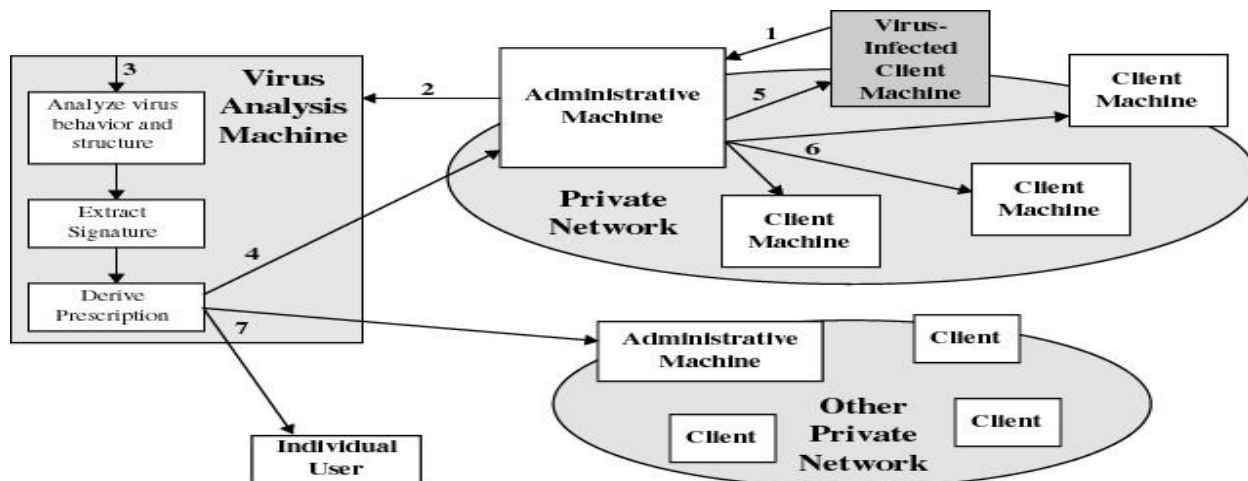 3
Virus
Analysis
Machine
Analyze virus
behavior and
structure
Extract
Signature
Derive
Prescription
2
4
7
Individual
User
Administrative
Machine
1
Virus-
Infected
Client
Machine
5
6
Client
Machine
Client
Machine
Client
Machine
Private
Network
Administrative
Machine
Client
Client
Client
Other
Private
Network